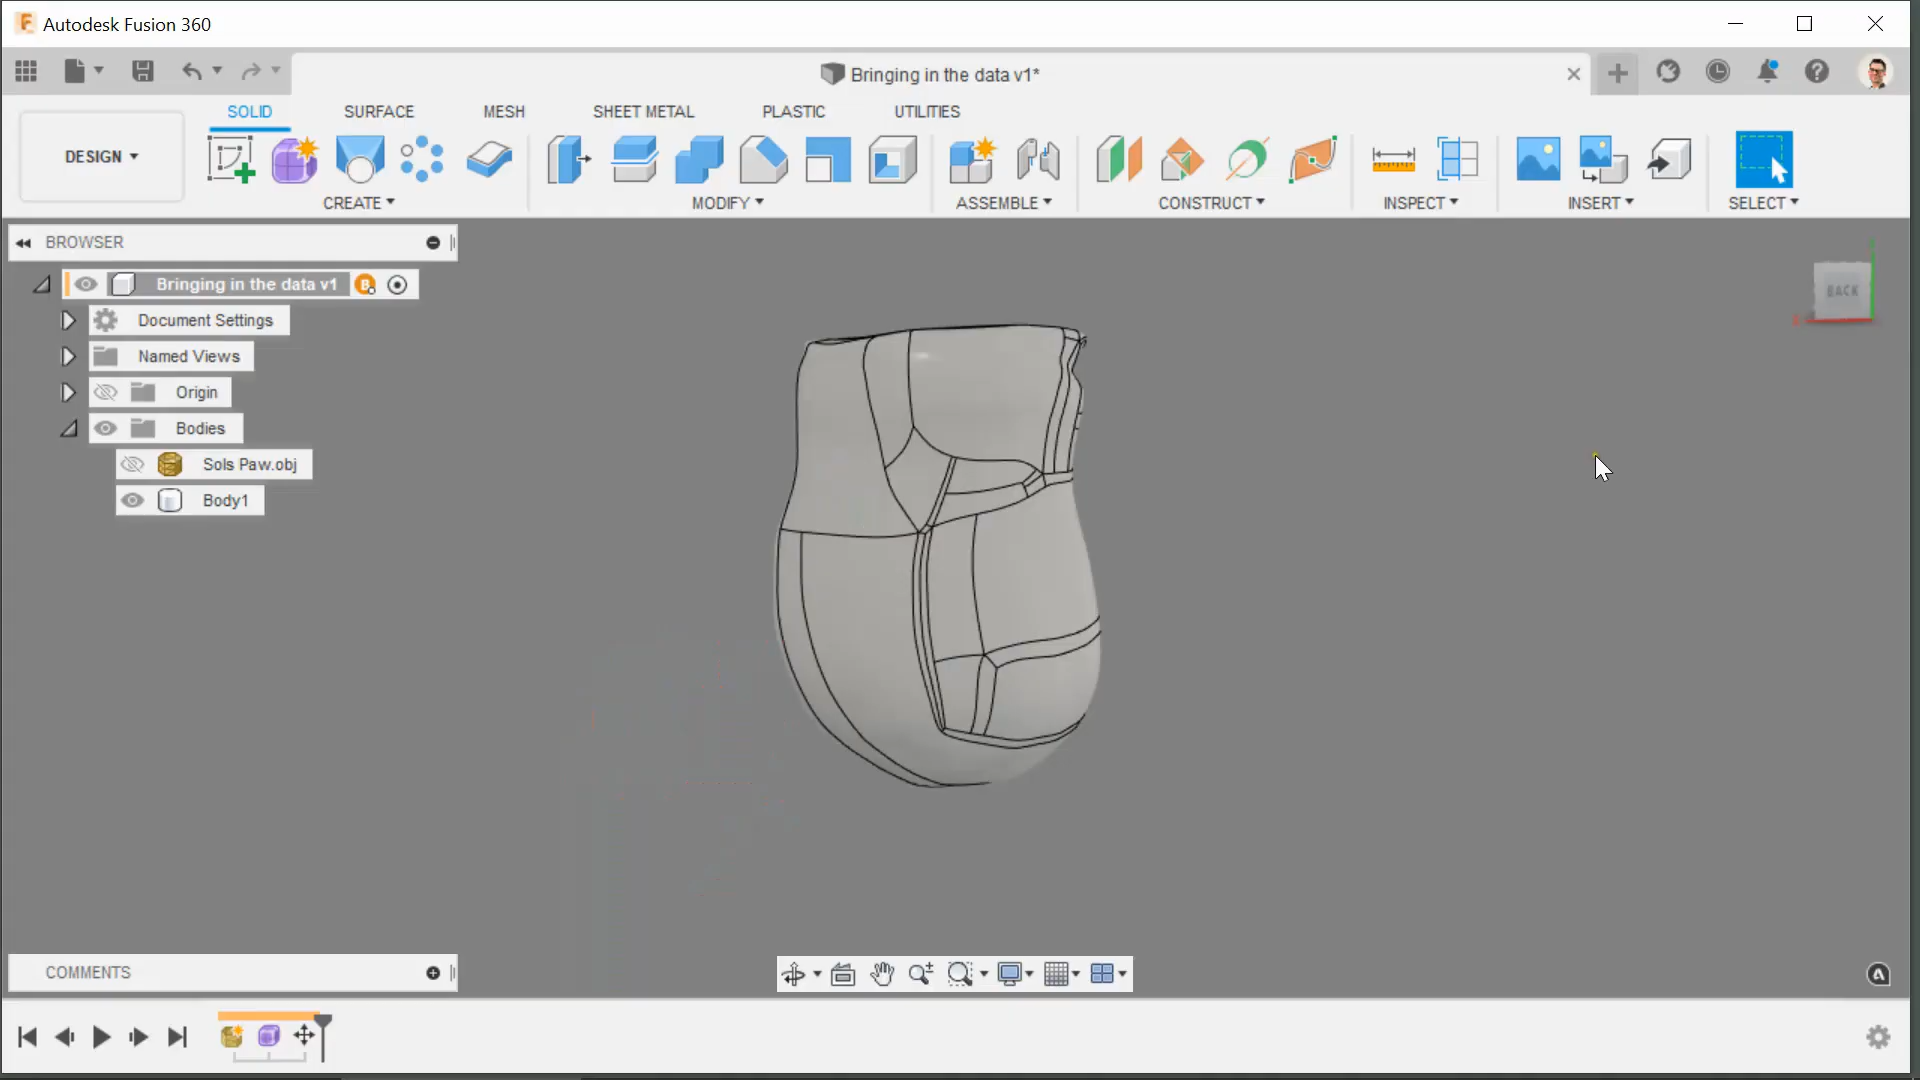 Autodesk Fusion 360
Bringing in the data v1*
SOLID SURFACE MESH SHEET METAL PLASTIC UTILITIES
DESIGN
CREATE MODIFY ASSEMBLE CONSTRUCT INSPECT INSERT SELECT
BROWSER
Bringing in the data v1
Document Settings
Named Views
Origin
Bodies
Sols Paw.obj
Body1
BACK
COMMENTS